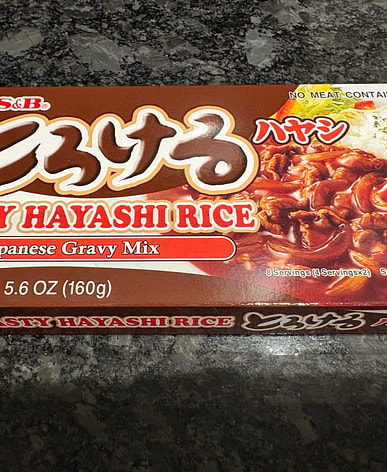 S&B®
NO MEAT CONTAI
とろける
ハヤシ
TY HAYASHI RICE
panese Gravy Mix
8 Servings (4 Servings×2)
5.6 OZ (160g)
ASTY HAYASHI RICE とろける